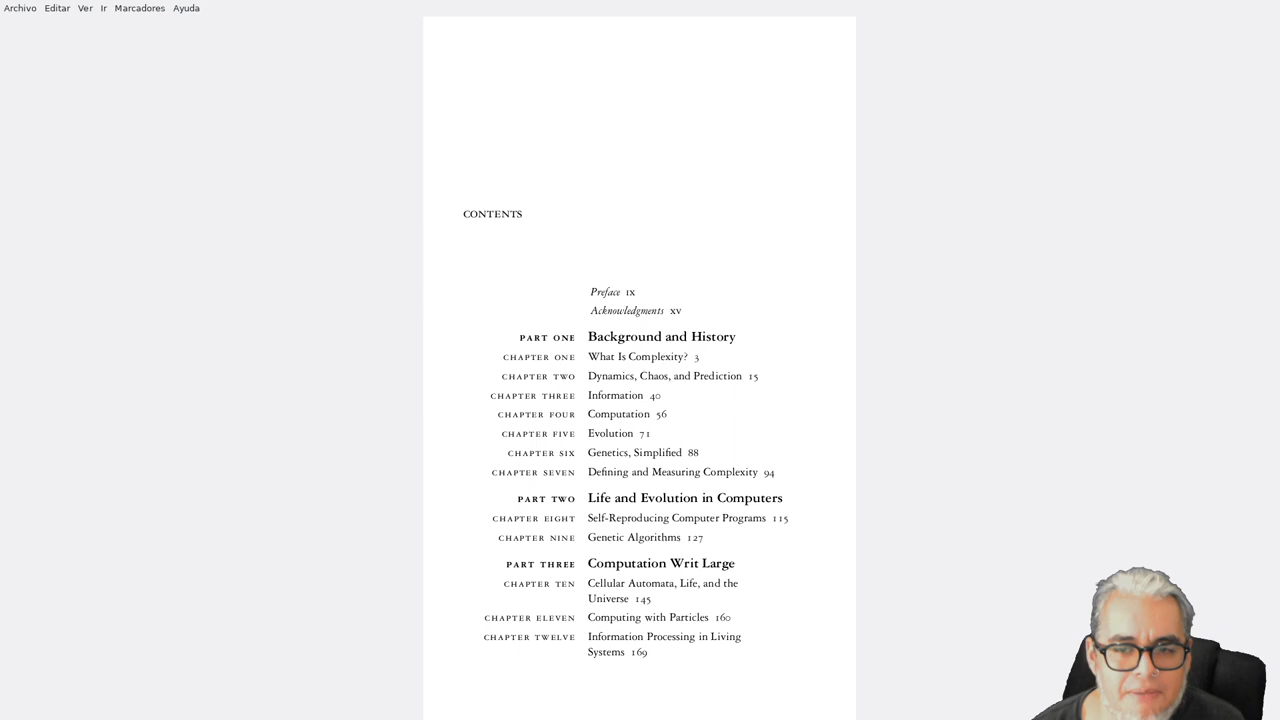 Archivo Editar Ver Ir Marcadores Ayuda
CONTENTS
Preface ix
Acknowledgments xv
PART ONE Background and History
CHAPTER ONE What Is Complexity? 3
CHAPTER TWO Dynamics, Chaos, and Prediction 15
CHAPTER THREE Information 40
CHAPTER FOUR Computation 56
CHAPTER FIVE Evolution 71
CHAPTER SIX Genetics, Simplified 88
CHAPTER SEVEN Defining and Measuring Complexity 94
PART TWO Life and Evolution in Computers
CHAPTER EIGHT Self-Reproducing Computer Programs 115
CHAPTER NINE Genetic Algorithms 127
PART THREE Computation Writ Large
CHAPTER TEN Cellular Automata, Life, and the
Universe 145
CHAPTER ELEVEN Computing with Particles 160
CHAPTER TWELVE Information Processing in Living
Systems 169